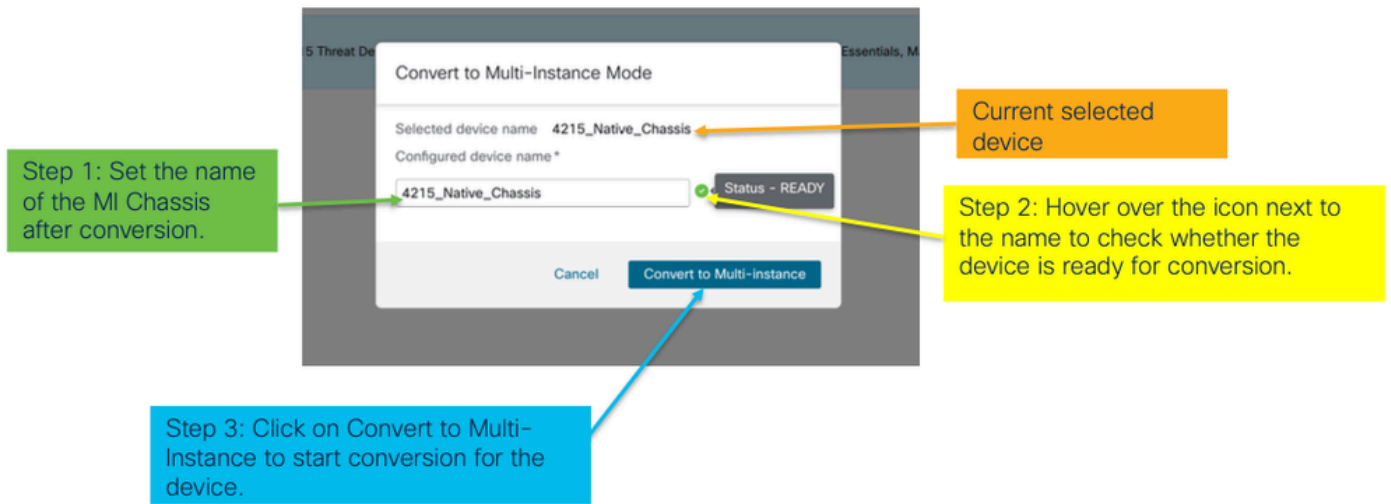 5 Threat De
Essentials, M
Convert to Multi-Instance Mode
Selected device name 4215_Native_Chassis
Configured device name*
4215_Native_Chassis
Status - READY
Cancel
Convert to Multi-instance
Current selected
device
Step 1: Set the name
of the MI Chassis
after conversion.
Step 2: Hover over the icon next to
the name to check whether the
device is ready for conversion.
Step 3: Click on Convert to Multi-
Instance to start conversion for the
device.